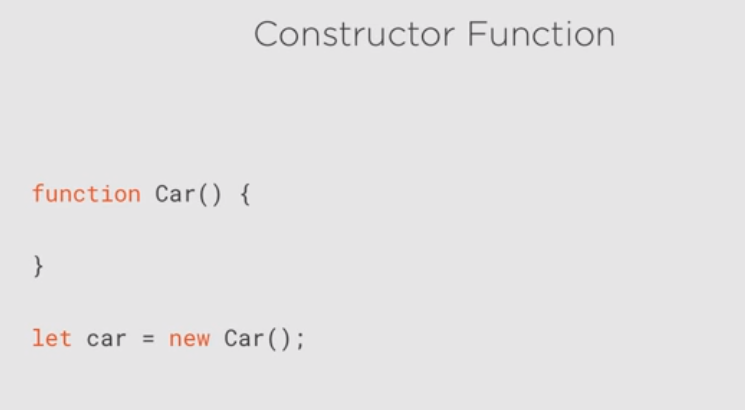 Constructor Function
function Car() {
}
let car = new Car();